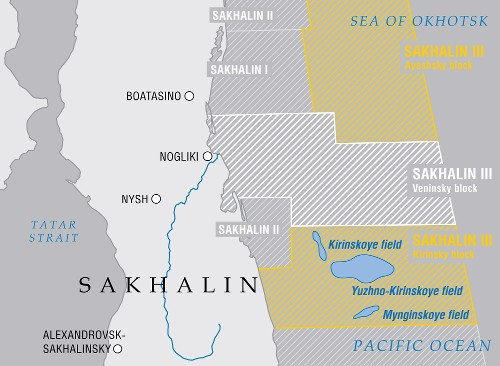 SAKHALIN II
SEA OF OKHOTSK
SAKHALIN III
Ayashsky block
SAKHALIN I
BOATASINO
NOGLIKI
SAKHALIN III
Veninsky block
NYSH
TATAR
STRAIT
SAKHALIN II
SAKHALIN III
Kirinsky block
Kirinskoye field
SAKHALIN
Yuzhno-Kirinskoye field
Mynginskoye field
ALEXANDROVSK-
SAKHALINSKY
PACIFIC OCEAN